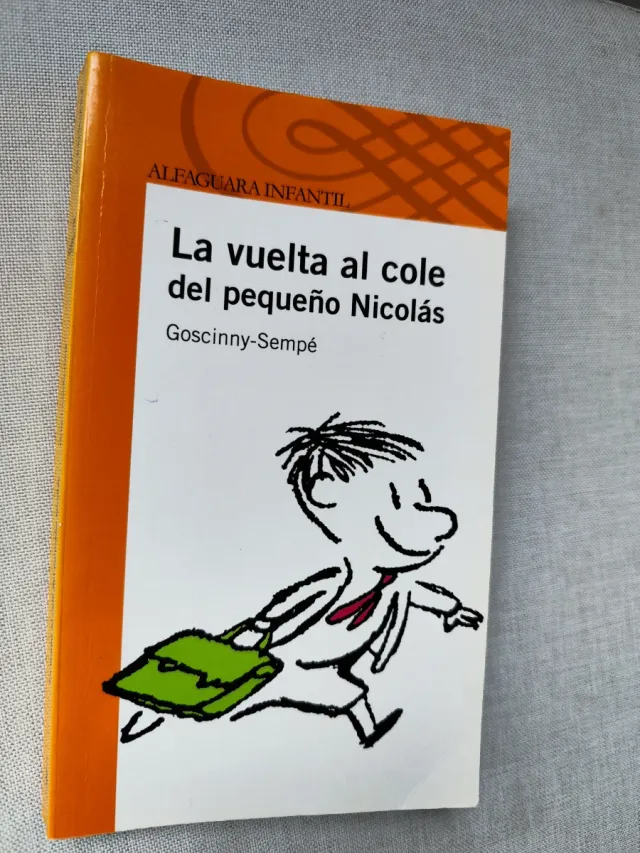 ALFAGUARA INFANTIL
La vuelta al cole
del pequeño Nicolás
Goscinny-Sempé